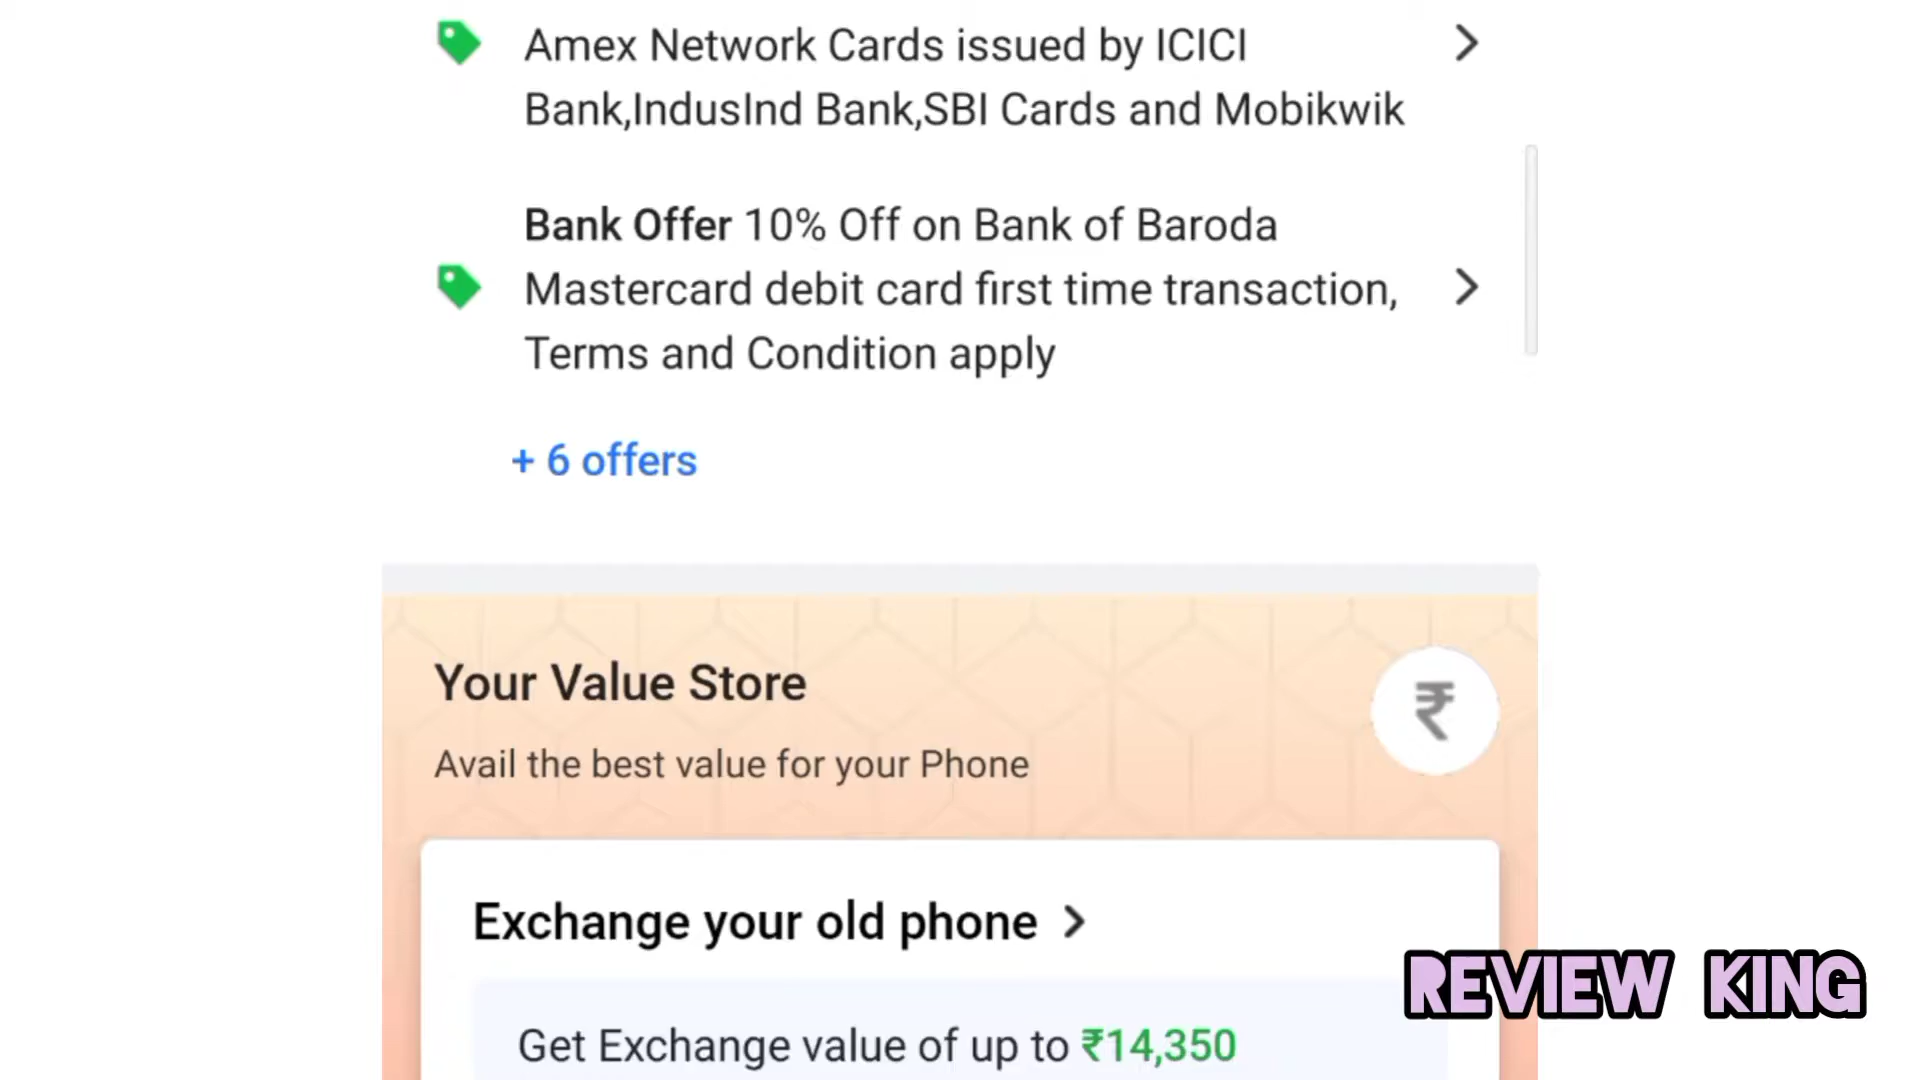 Amex Network Cards issued by ICICI
Bank,IndusInd Bank,SBI Cards and Mobikwik
Bank Offer 10% Off on Bank of Baroda
Mastercard debit card first time transaction,
Terms and Condition apply
+ 6 offers
Your Value Store
₹
Avail the best value for your Phone
Exchange your old phone
Get Exchange value of up to ₹14,350
REVIEW KING